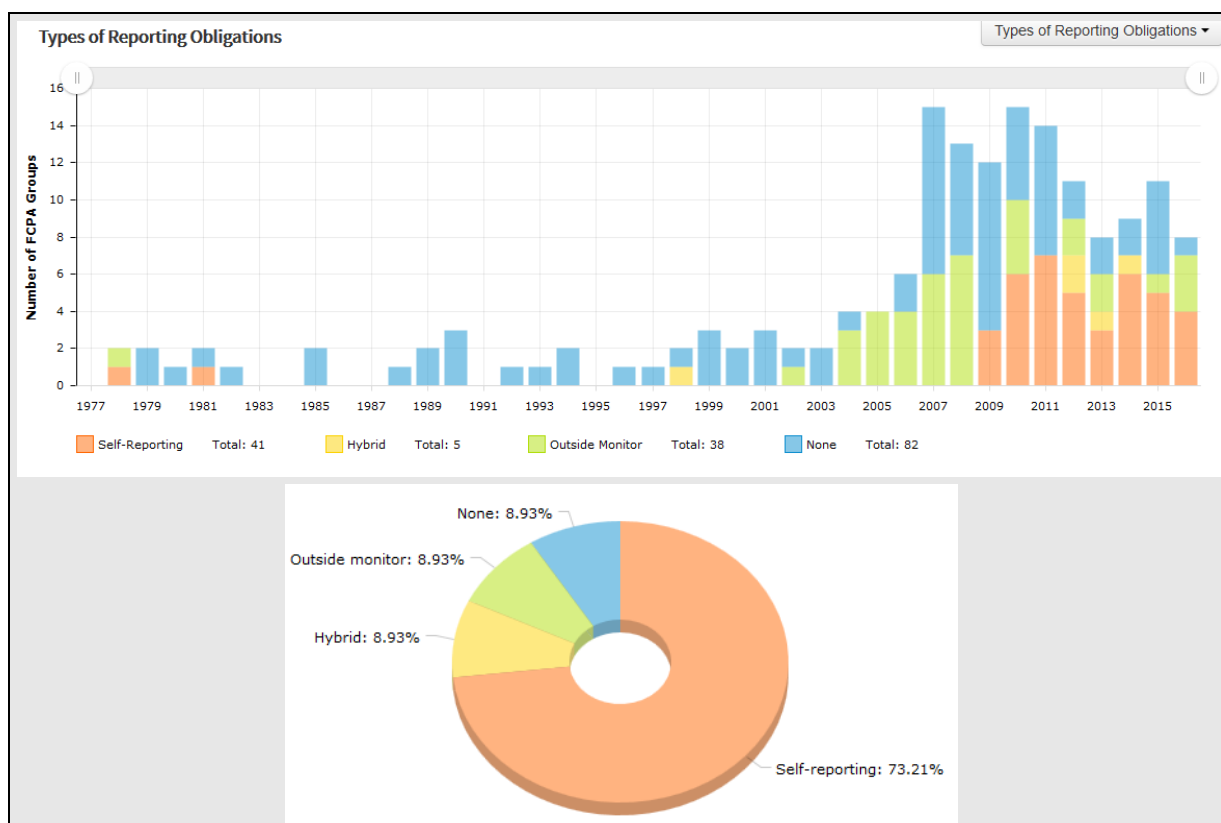 Types of Reporting Obligations
Types of Reporting Obligations
Number of FCPA Groups
16
14
12
10
8
6
4
2
0
1977 1979 1981 1983 1985 1987 1989 1991 1993 1995 1997 1999 2001 2003 2005 2007 2009 2011 2013 2015
Self-Reporting Total: 41 Hybrid Total: 5 Outside Monitor Total: 38 None Total: 82
None: 8.93%
Outside monitor: 8.93%
Hybrid: 8.93%
Self-reporting: 73.21%